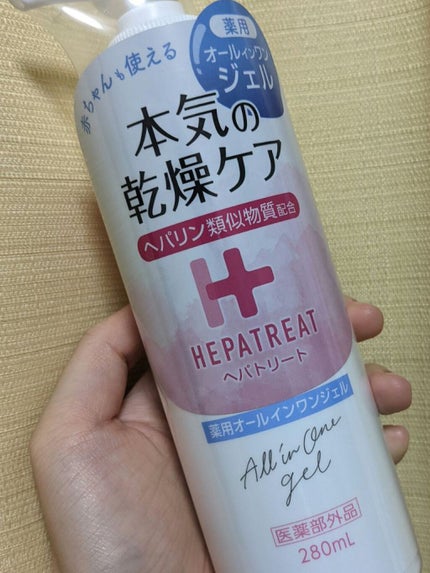 赤ちゃんも使える
薬用
オールインワン
ジェル
本気の
乾燥ケア
ヘパリン類似物質配合
HEPATREAT
ヘパトリート
薬用オールインワンジェル
All in One
gel
医薬部外品
280mL